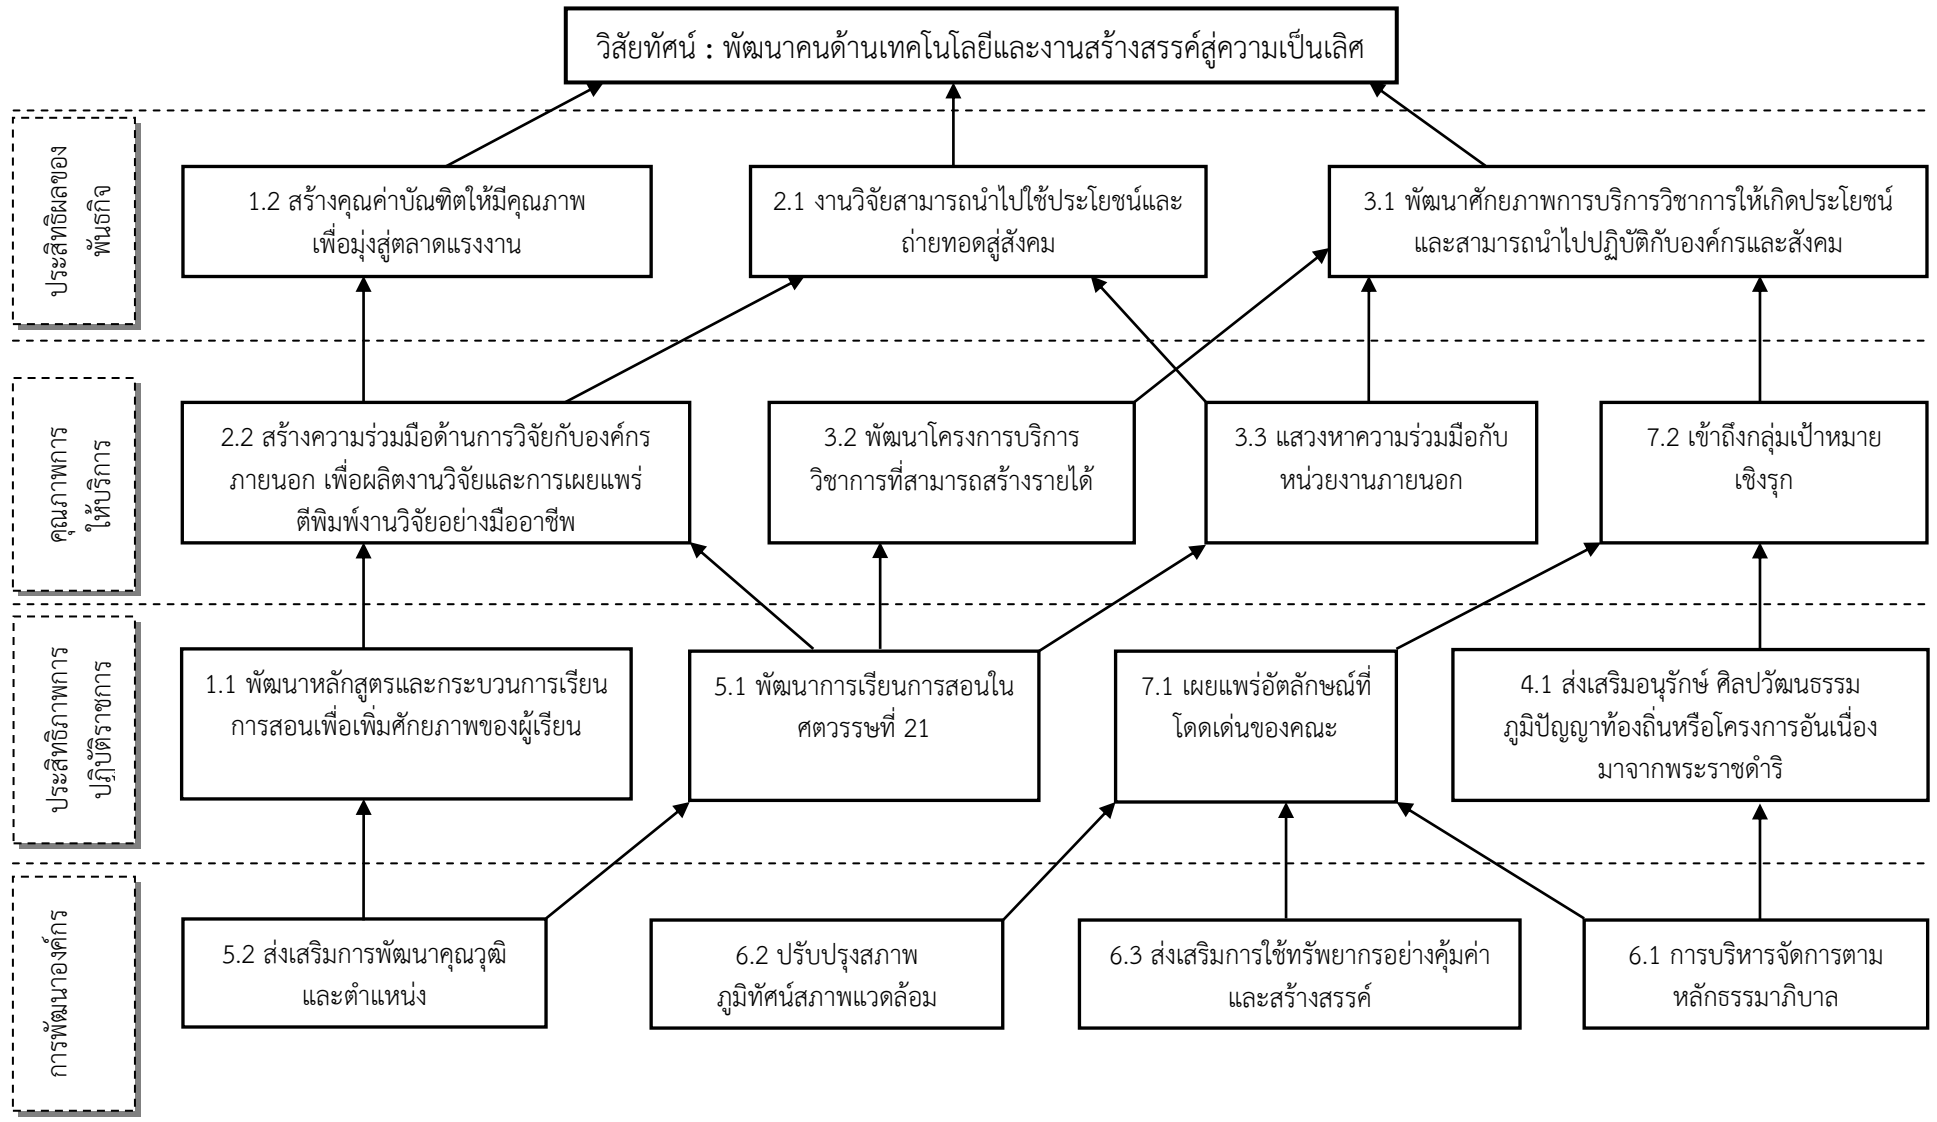 วิสัยทัศน์ : พัฒนาคนด้านเทคโนโลยีและงานสร้างสรรค์สู่ความเป็นเลิศ
ประสิทธิผลของ
พันธกิจ
1.2 สร้างคุณค่าบัณฑิตให้มีคุณภาพ
เพื่อมุ่งสู่ตลาดแรงงาน
2.1 งานวิจัยสามารถนำไปใช้ประโยชน์และ
ถ่ายทอดสู่สังคม
3.1 พัฒนาศักยภาพการบริการวิชาการให้เกิดประโยชน์
และสามารถนำไปปฏิบัติกับองค์กรและสังคม
คุณภาพการ
ให้บริการ
2.2 สร้างความร่วมมือด้านการวิจัยกับองค์กร
ภายนอก เพื่อผลิตงานวิจัยและการเผยแพร่
ตีพิมพ์งานวิจัยอย่างมืออาชีพ
3.2 พัฒนาโครงการบริการ
วิชาการที่สามารถสร้างรายได้
3.3 แสวงหาความร่วมมือกับ
หน่วยงานภายนอก
7.2 เข้าถึงกลุ่มเป้าหมาย
เชิงรุก
ประสิทธิภาพการ
ปฏิบัติราชการ
1.1 พัฒนาหลักสูตรและกระบวนการเรียน
การสอนเพื่อเพิ่มศักยภาพของผู้เรียน
5.1 พัฒนาการเรียนการสอนใน
ศตวรรษที่ 21
7.1 เผยแพร่อัตลักษณ์ที่
โดดเด่นของคณะ
4.1 ส่งเสริมอนุรักษ์ ศิลปวัฒนธรรม
ภูมิปัญญาท้องถิ่นหรือโครงการอันเนื่อง
มาจากพระราชดำริ
การพัฒนาองค์กร
5.2 ส่งเสริมการพัฒนาคุณวุฒิ
และตำแหน่ง
6.2 ปรับปรุงสภาพ
ภูมิทัศน์สภาพแวดล้อม
6.3 ส่งเสริมการใช้ทรัพยากรอย่างคุ้มค่า
และสร้างสรรค์
6.1 การบริหารจัดการตาม
หลักธรรมาภิบาล